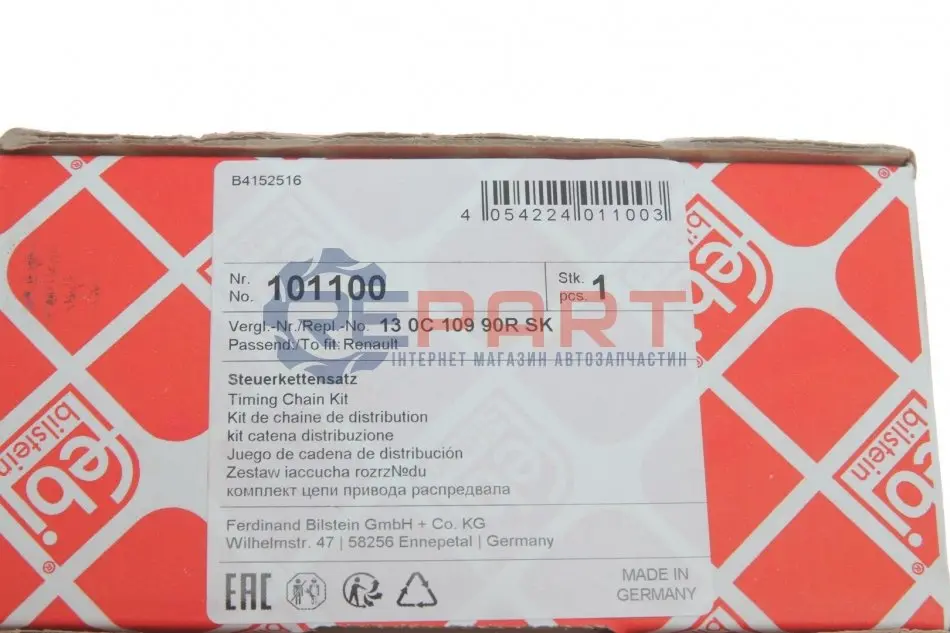 B4152516
4 054224 011003
Nr. No. 101100
Stk. pcs. 1
REPART
Vergl.-Nr./Repl.-No. 13 0C 109 90R SK
Passend:/To fit: Renault
ІНТЕРНЕТ МАГАЗИН АВТОЗАПЧАСТИН
Steuerkettensatz
Timing Chain Kit
Kit de chaine de distribution
kit catena distribuzione
Juego de cadena de distribución
Zestaw iaccucha rozrzNedu
комплект цепи привода распредвала
Ferdinand Bilstein GmbH + Co. KG
Wilhelmstr. 47 | 58256 Ennepetal | Germany
EAC
MADE IN
GERMANY
febi
bilstein
febi
bilstein
febi
bilstein